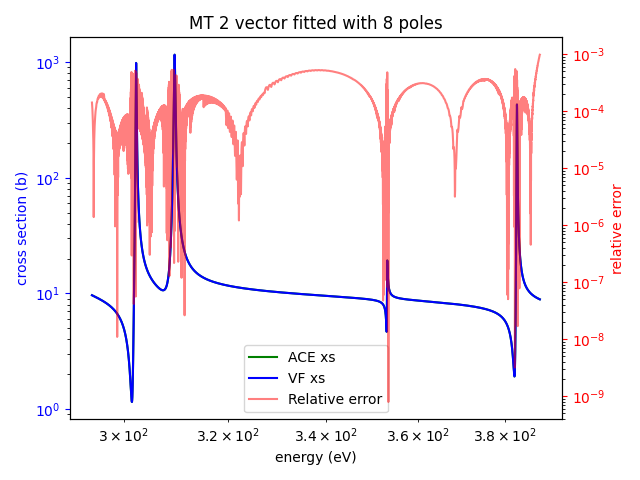 MT 2 vector fitted with 8 poles
cross section (b)
10³
10²
10¹
10⁰
10⁻³
10⁻⁴
10⁻⁵
10⁻⁶
10⁻⁷
10⁻⁸
10⁻⁹
relative error
ACE xs
VF xs
Relative error
3 × 10² 3.2 × 10² 3.4 × 10² 3.6 × 10² 3.8 × 10²
energy (eV)